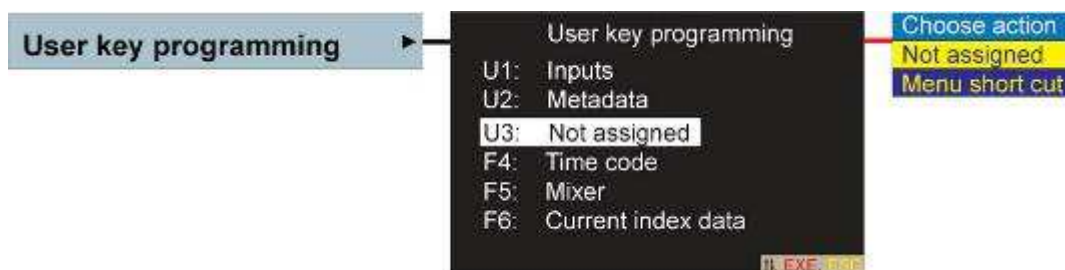 User key programming
User key programming
U1: Inputs
U2: Metadata
U3: Not assigned
F4: Time code
F5: Mixer
F6: Current index data
EXE ESC
Choose action
Not assigned
Menu short cut